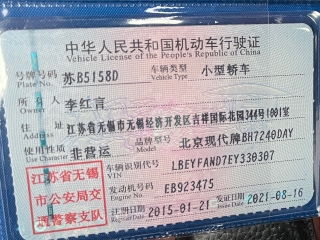 中华人民共和国机动车行驶证
Vehicle License of the People's Republic of China
号牌号码 Plate No. 苏B5158D 车辆类型 Vehicle Type 小型轿车
所有人 Owner 李红言
住址 Address 江苏省无锡市无锡经济开发区吉祥国际花园344号1001室
使用性质 Use Character 非营运 品牌型号 Model 北京现代牌BH7240DAY
江苏省无锡市公安局交通警察支队
车辆识别代号 VIN LBEYFAND7EY330307
发动机号码 Engine No. EB923475
注册日期 Register Date 2015-01-21 发证日期 Issue Date 2021-08-16